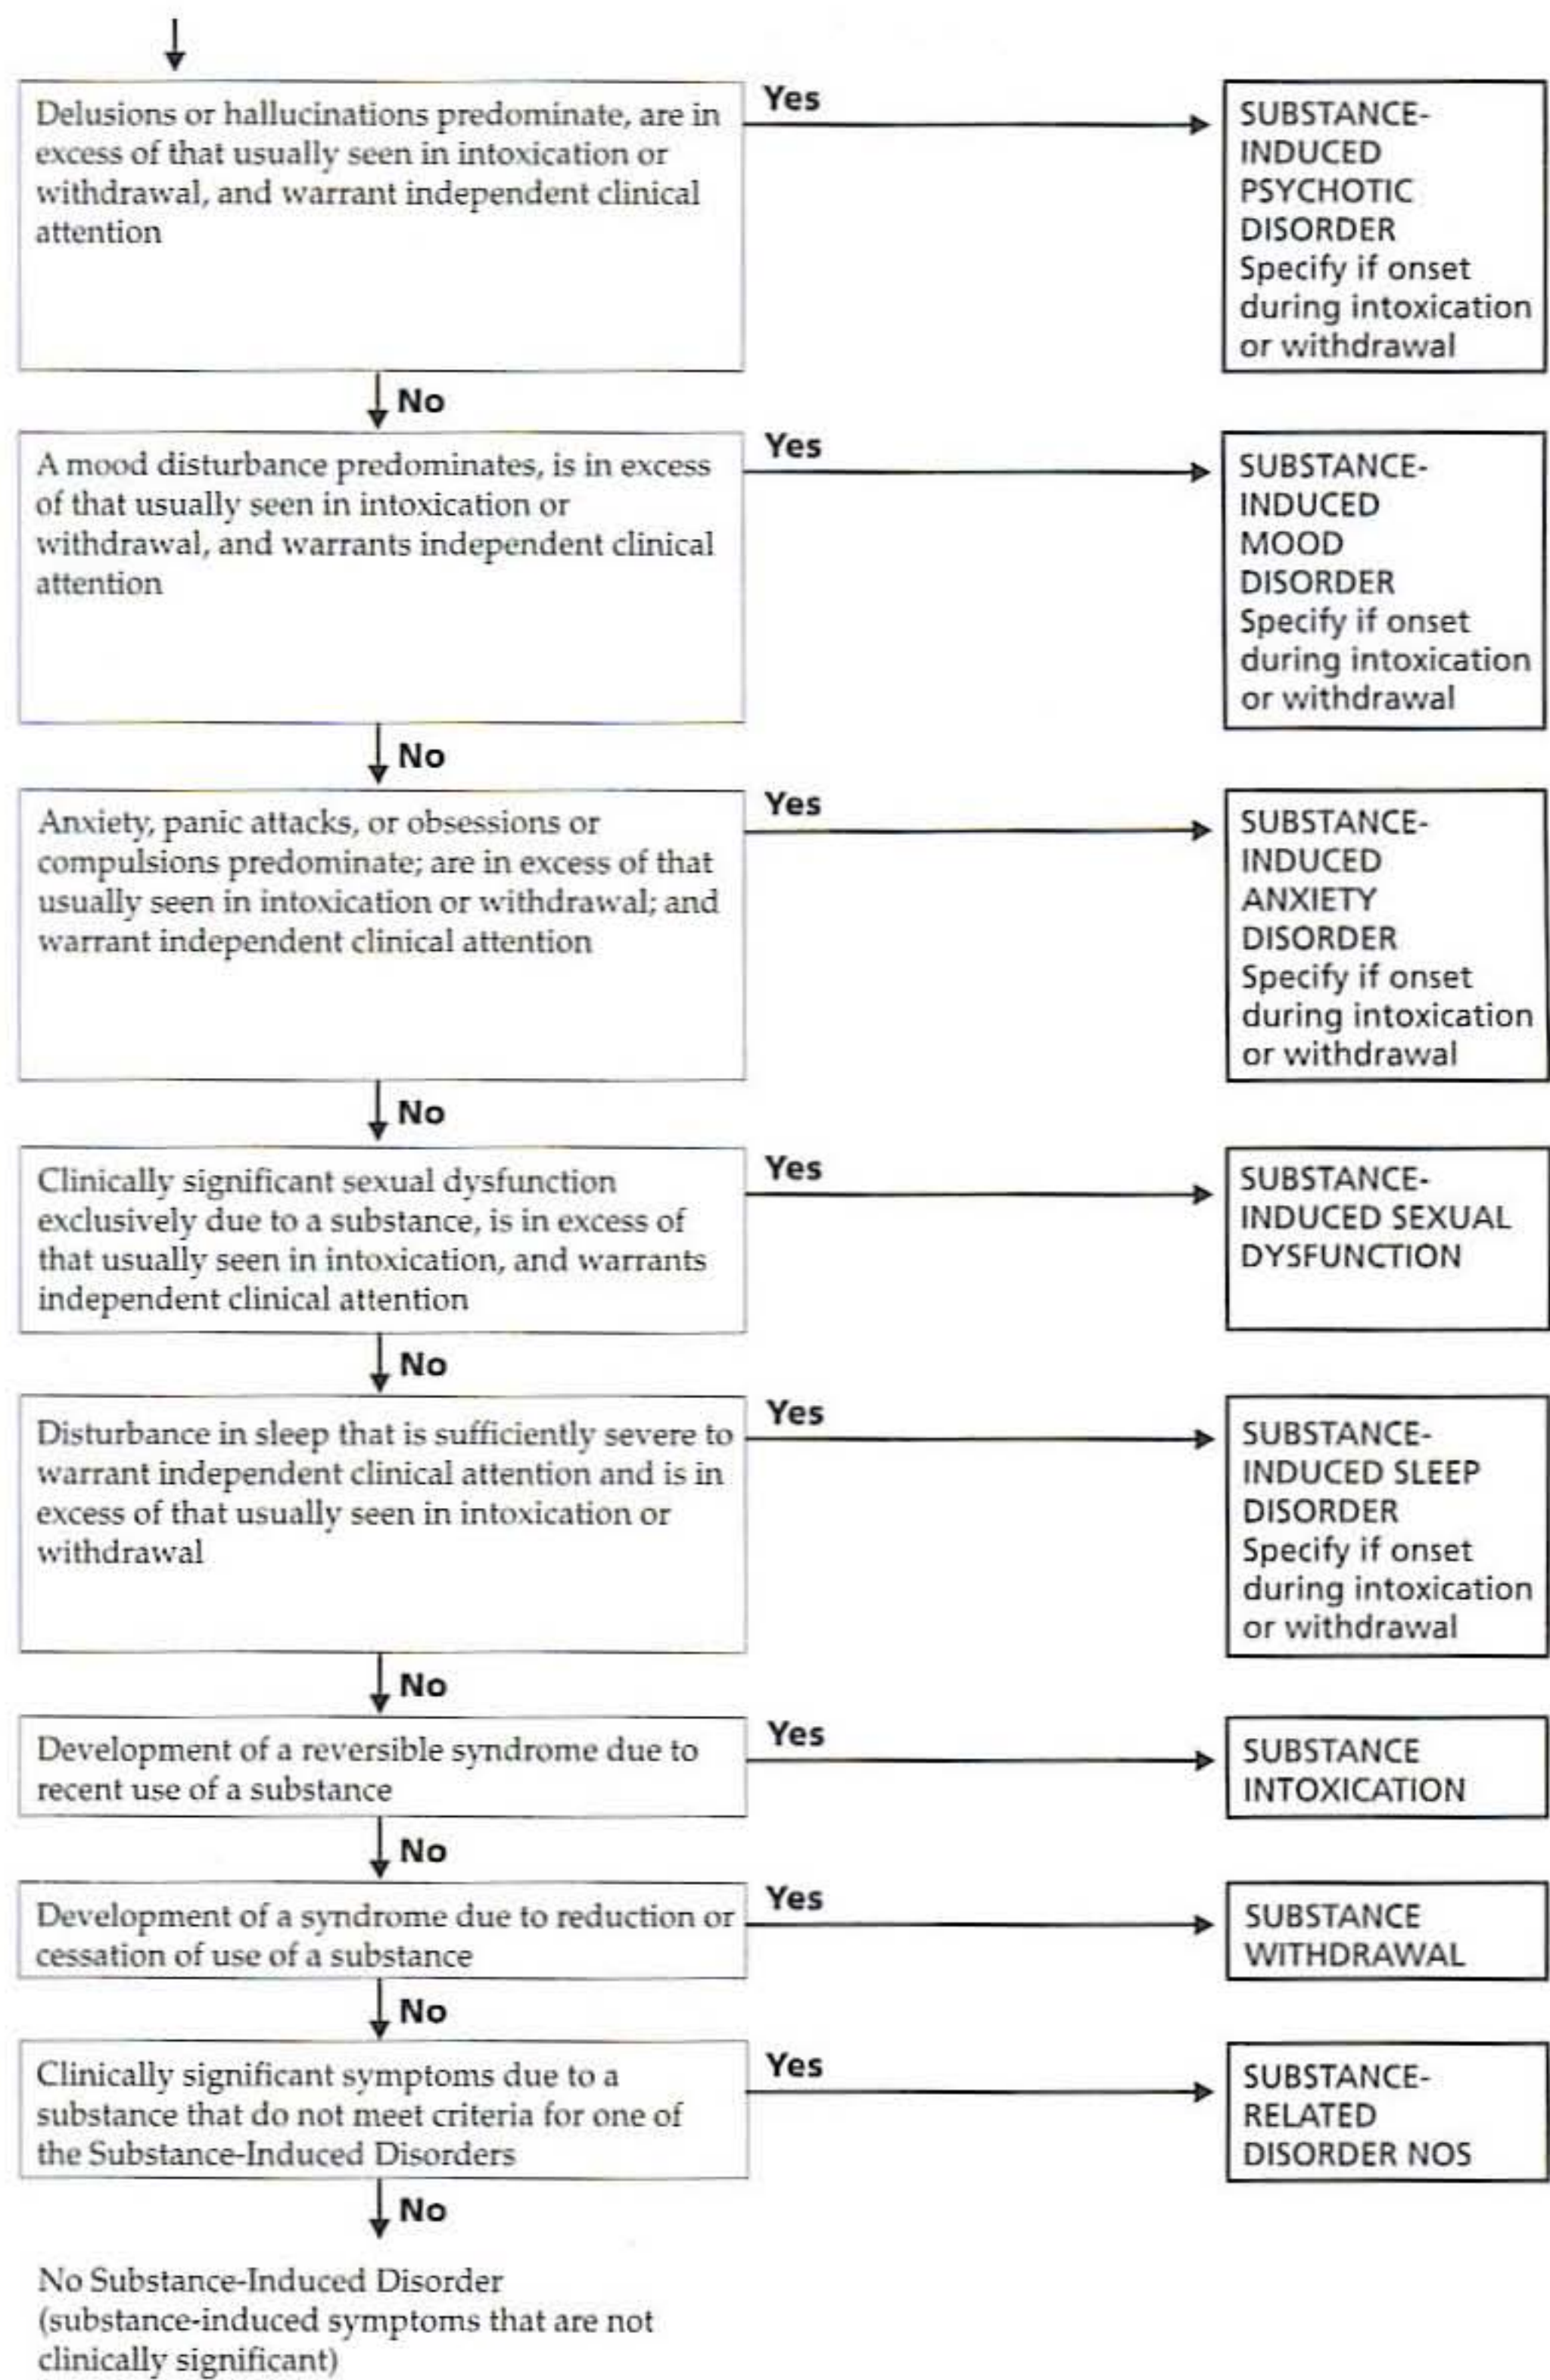 Delusions or hallucinations predominate, are in
excess of that usually seen in intoxication or
withdrawal, and warrant independent clinical
attention
Yes
SUBSTANCE-
INDUCED
PSYCHOTIC
DISORDER
Specify if onset
during intoxication
or withdrawal
No
A mood disturbance predominates, is in excess
of that usually seen in intoxication or
withdrawal, and warrants independent clinical
attention
Yes
SUBSTANCE-
INDUCED
MOOD
DISORDER
Specify if onset
during intoxication
or withdrawal
No
Anxiety, panic attacks, or obsessions or
compulsions predominate; are in excess of that
usually seen in intoxication or withdrawal; and
warrant independent clinical attention
Yes
SUBSTANCE-
INDUCED
ANXIETY
DISORDER
Specify if onset
during intoxication
or withdrawal
No
Clinically significant sexual dysfunction
exclusively due to a substance, is in excess of
that usually seen in intoxication, and warrants
independent clinical attention
Yes
SUBSTANCE-
INDUCED SEXUAL
DYSFUNCTION
No
Disturbance in sleep that is sufficiently severe to
warrant independent clinical attention and is in
excess of that usually seen in intoxication or
withdrawal
Yes
SUBSTANCE-
INDUCED SLEEP
DISORDER
Specify if onset
during intoxication
or withdrawal
No
Development of a reversible syndrome due to
recent use of a substance
Yes
SUBSTANCE
INTOXICATION
No
Development of a syndrome due to reduction or
cessation of use of a substance
Yes
SUBSTANCE
WITHDRAWAL
No
Clinically significant symptoms due to a
substance that do not meet criteria for one of
the Substance-Induced Disorders
Yes
SUBSTANCE-
RELATED
DISORDER NOS
No
No Substance-Induced Disorder
(substance-induced symptoms that are not
clinically significant)